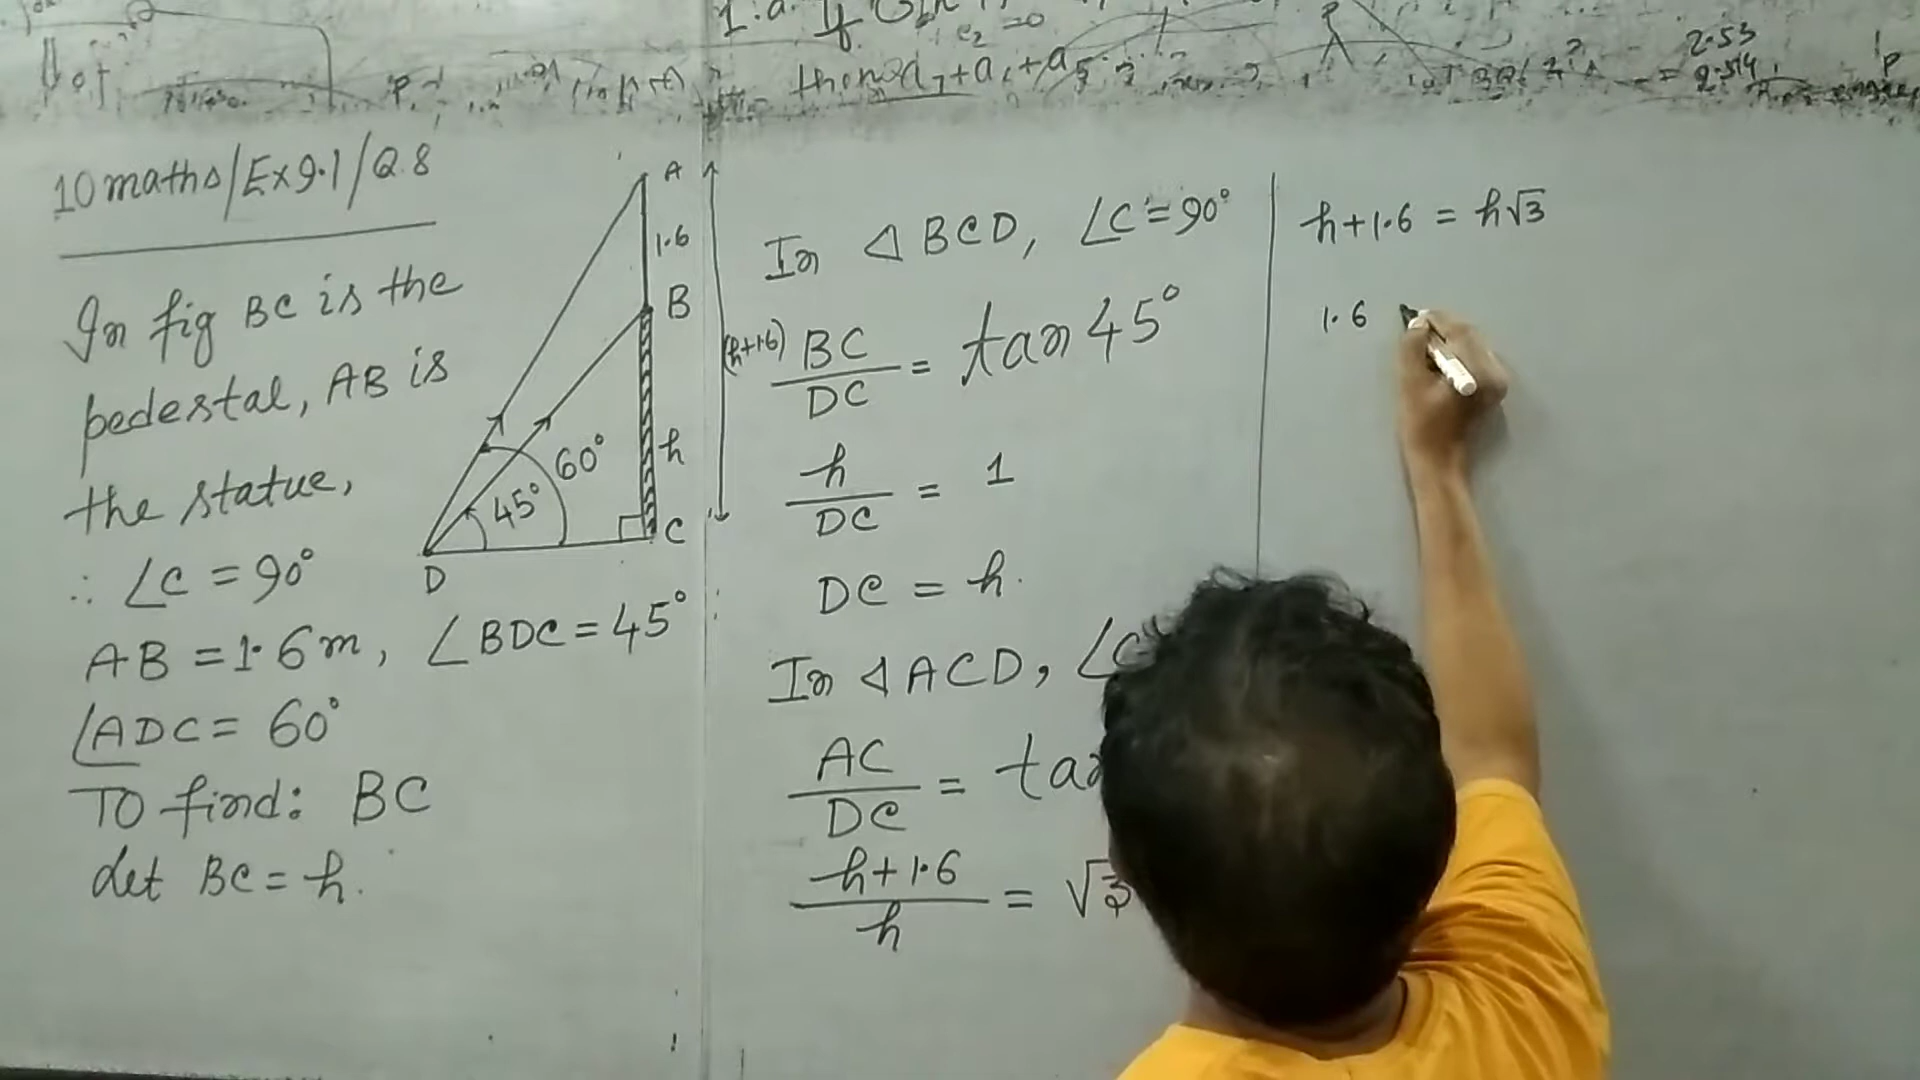 10 maths/Ex 9.1/Q.8
In fig BC is the
pedestal, AB is
the statue,
∴ ∠C = 90°
AB = 1.6m, ∠BDC = 45°
∠ADC = 60°
To find: BC
Let BC = h.
A
1.6
B
(h+1.6)
h
60°
45°
C
D
In △BCD, ∠C = 90°
BC/DC = tan 45°
h/DC = 1
DC = h.
In △ACD, ∠C
AC/DC = tan
h+1.6/h = √3
h+1.6 = h√3
1.6